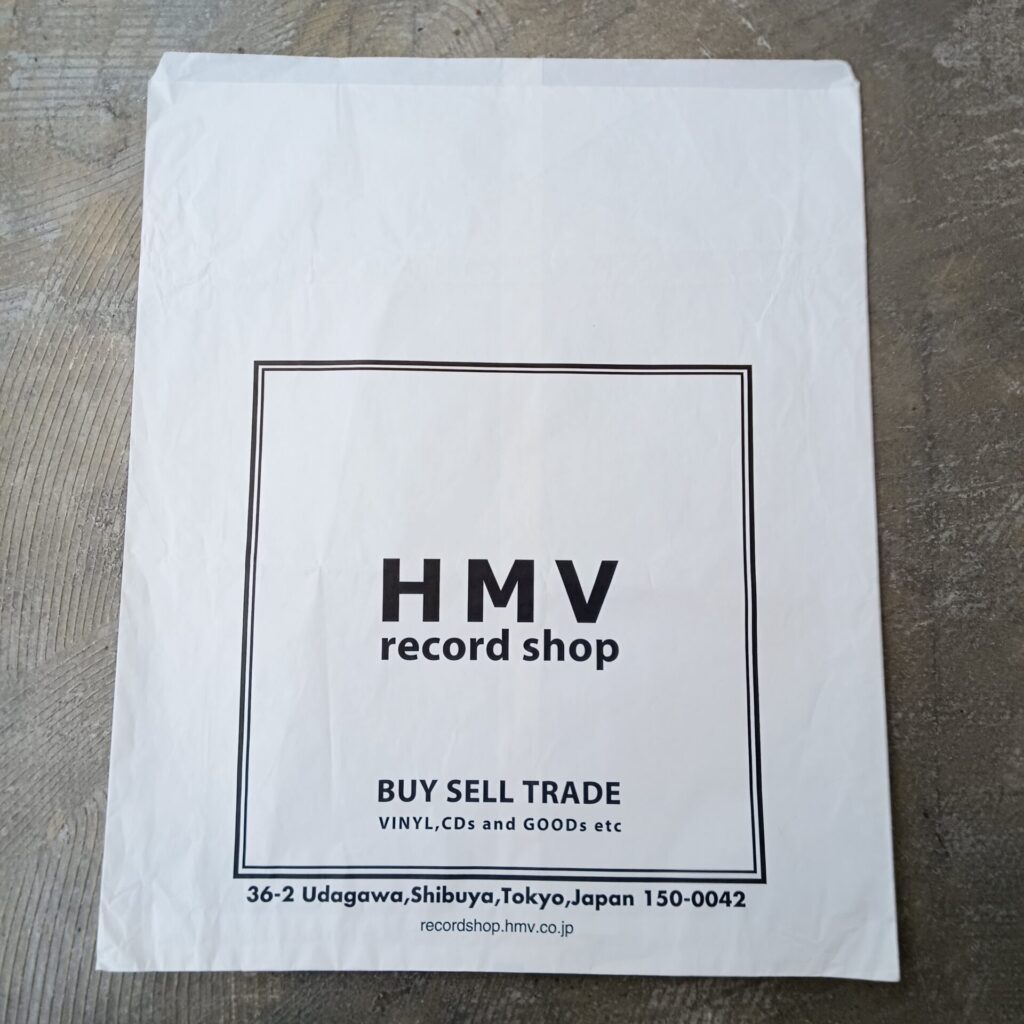 HMV
record shop
BUY SELL TRADE
VINYL,CDs and GOODs etc
36-2 Udagawa,Shibuya,Tokyo,Japan 150-0042
recordshop.hmv.co.jp